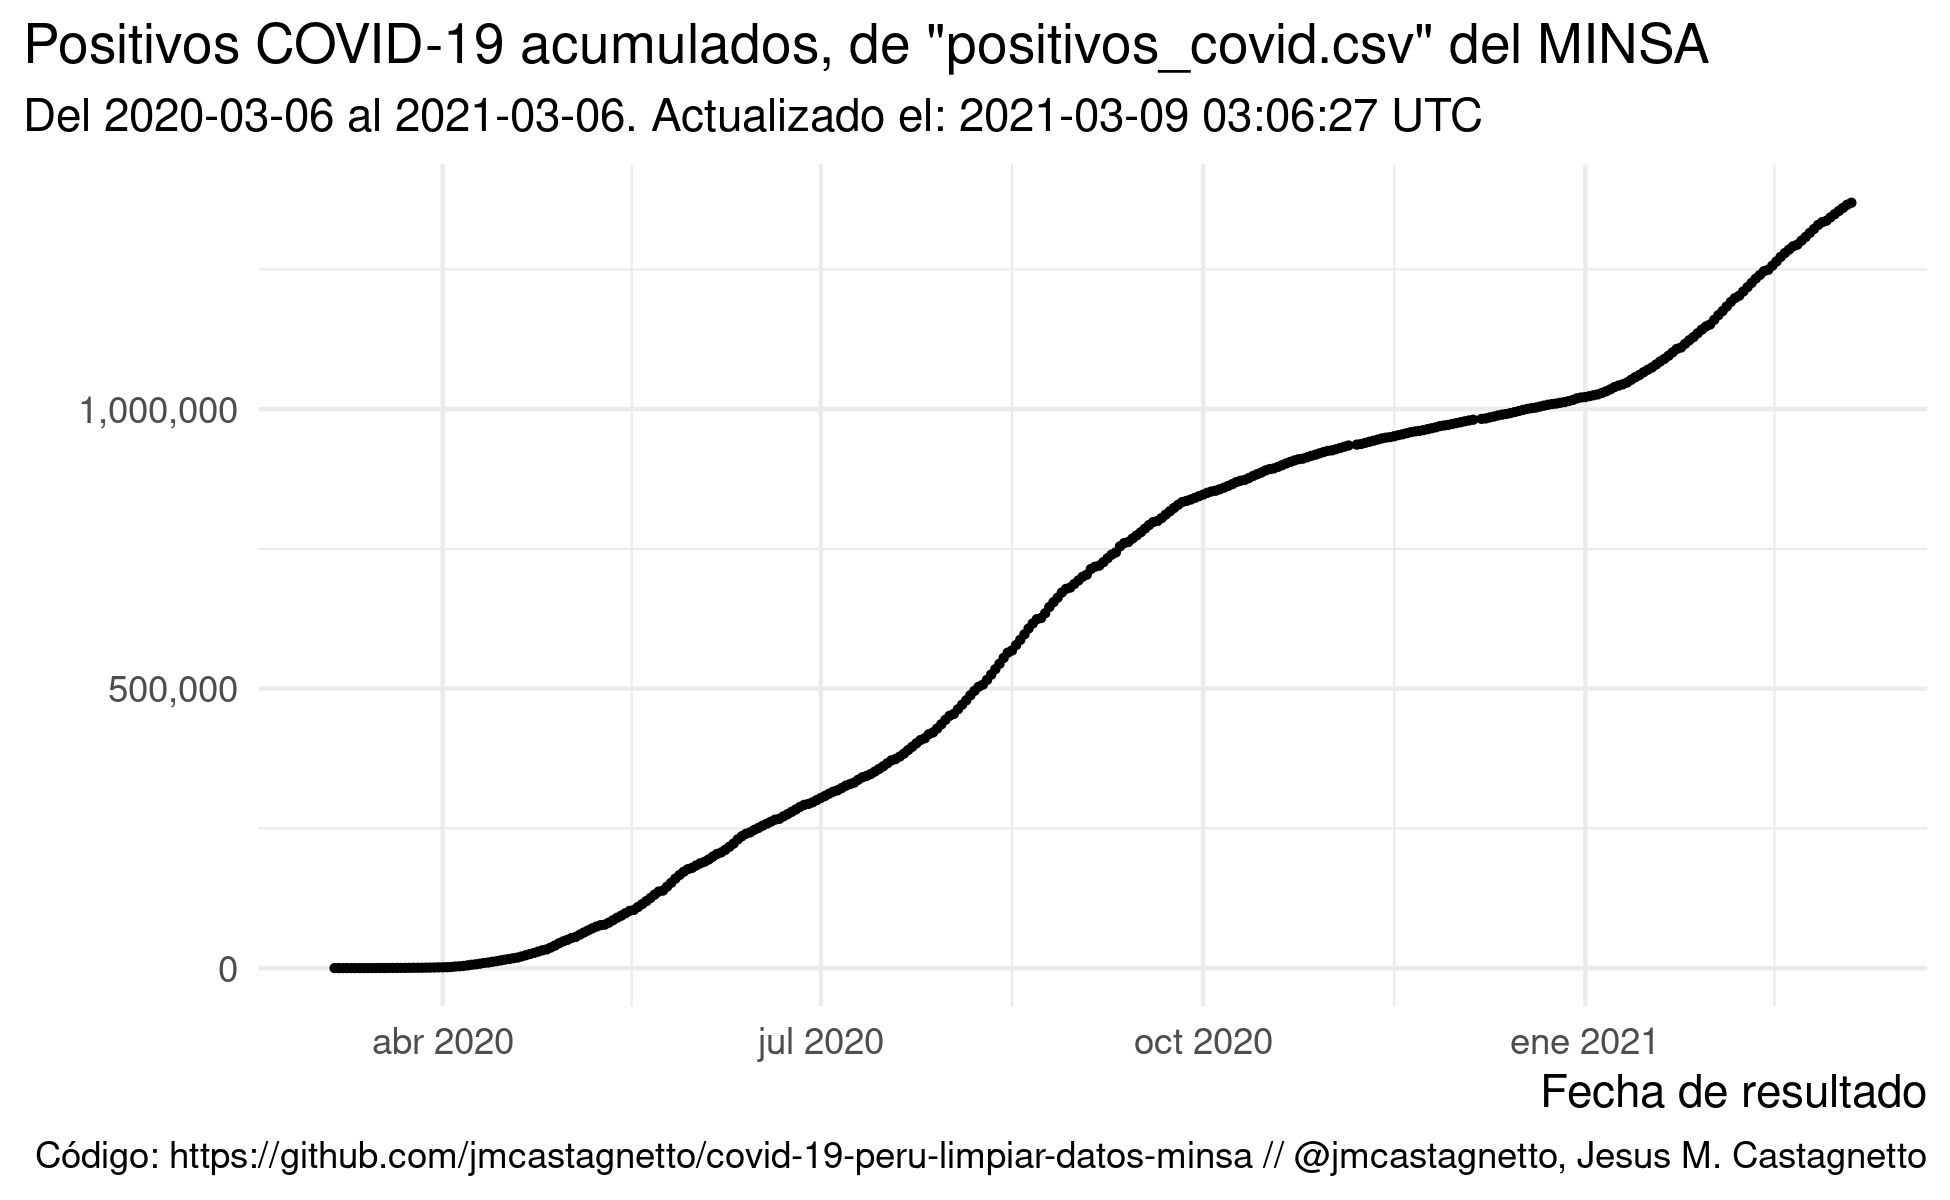 Positivos COVID-19 acumulados, de "positivos_covid.csv" del MINSA
Del 2020-03-06 al 2021-03-06. Actualizado el: 2021-03-09 03:06:27 UTC
1,000,000
500,000
0
abr 2020 jul 2020 oct 2020 ene 2021
Fecha de resultado
Código: https://github.com/jmcastagnetto/covid-19-peru-limpiar-datos-minsa // @jmcastagnetto, Jesus M. Castagnetto